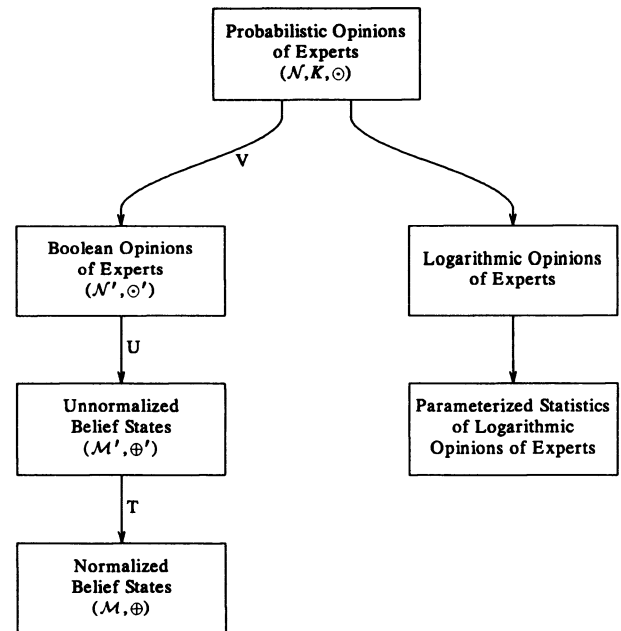 Probabilistic Opinions
of Experts
(𝒩, K, ⊙)
V
Boolean Opinions
of Experts
(𝒩′, ⊙′)
Logarithmic Opinions
of Experts
U
Unnormalized
Belief States
(ℳ′, ⊕′)
Parameterized Statistics
of Logarithmic
Opinions of Experts
T
Normalized
Belief States
(ℳ, ⊕)